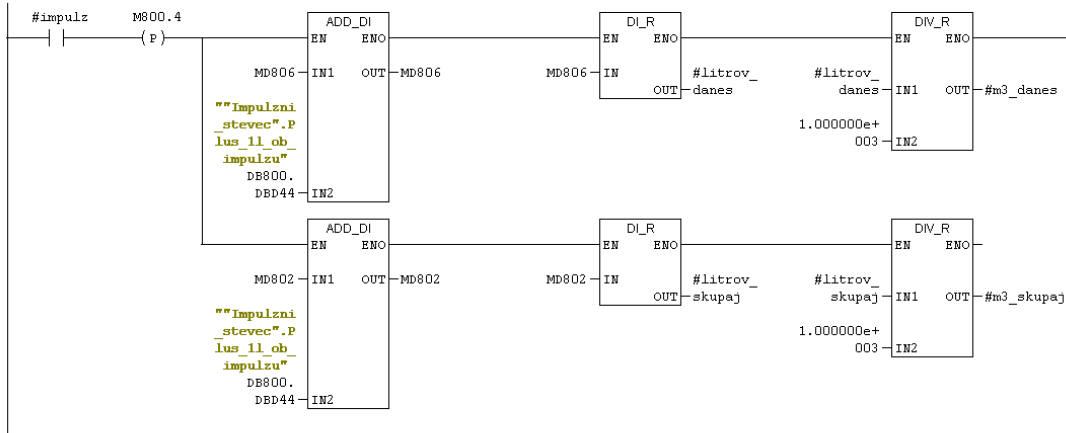 #impulz M800.4
( P )
ADD_DI DI_R DIV_R
EN ENO EN ENO EN ENO
MD806 IN1 OUT MD806 MD806 IN #litrov_ #litrov_
OUT danes danes IN1 OUT #m3_danes
""Impulzni
_stevec".P
lus_1l_ob_
impulzu"
DB800.
DBD44 IN2
1.000000e+
003 IN2
ADD_DI DI_R DIV_R
EN ENO EN ENO EN ENO
MD802 IN1 OUT MD802 MD802 IN #litrov_ #litrov_
OUT skupaj skupaj IN1 OUT #m3_skupaj
""Impulzni
_stevec".P
lus_1l_ob_
impulzu"
DB800.
DBD44 IN2
1.000000e+
003 IN2